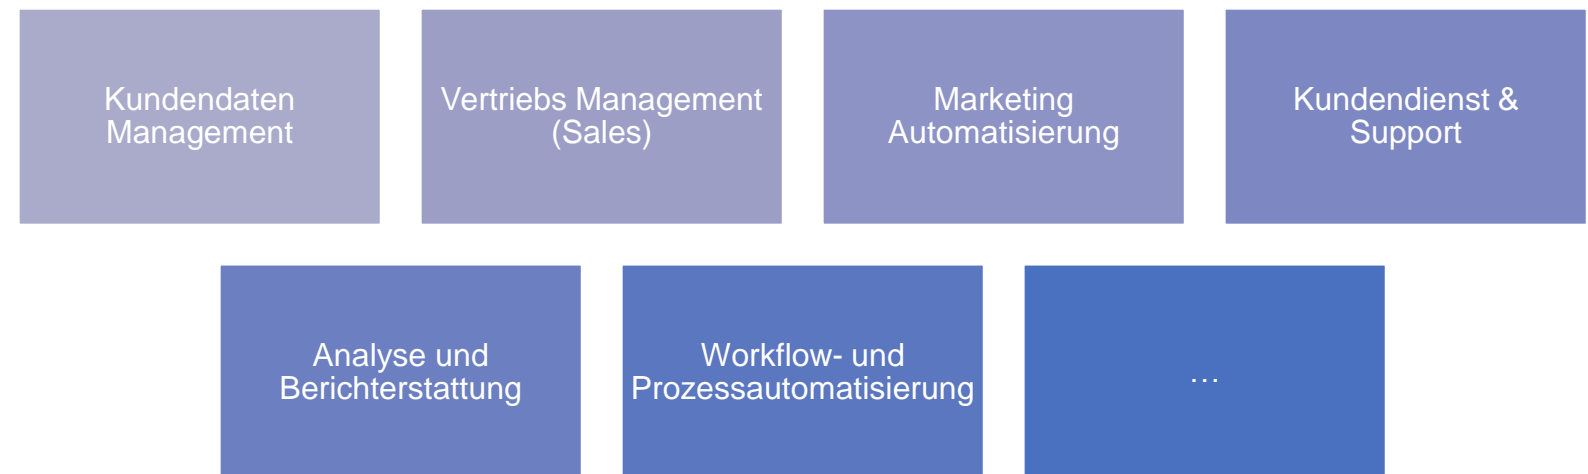 Kundendaten
Management
Vertriebs Management
(Sales)
Marketing
Automatisierung
Kundendienst &
Support
Analyse und
Berichterstattung
Workflow- und
Prozessautomatisierung
…